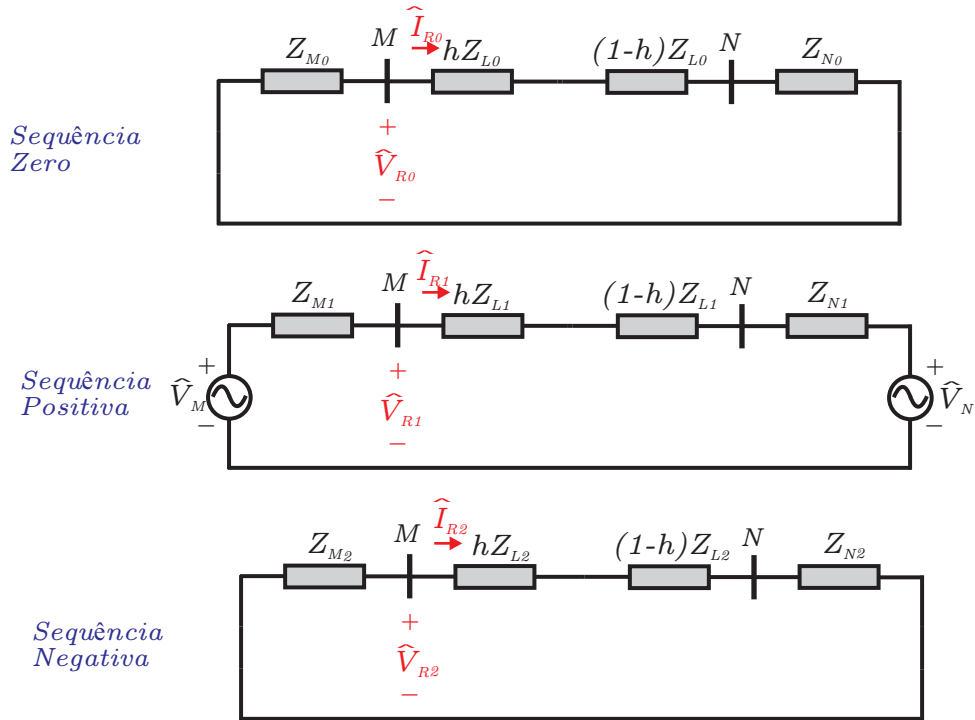 Î_R0
Z_M0
M
hZ_L0
(1-h)Z_L0
N
Z_N0
Sequência
Zero
+
V̂_R0
−
Î_R1
Z_M1
M
hZ_L1
(1-h)Z_L1
N
Z_N1
Sequência
Positiva
+
V̂_M
−
+
V̂_R1
−
+
V̂_N
−
Î_R2
Z_M2
M
hZ_L2
(1-h)Z_L2
N
Z_N2
Sequência
Negativa
+
V̂_R2
−